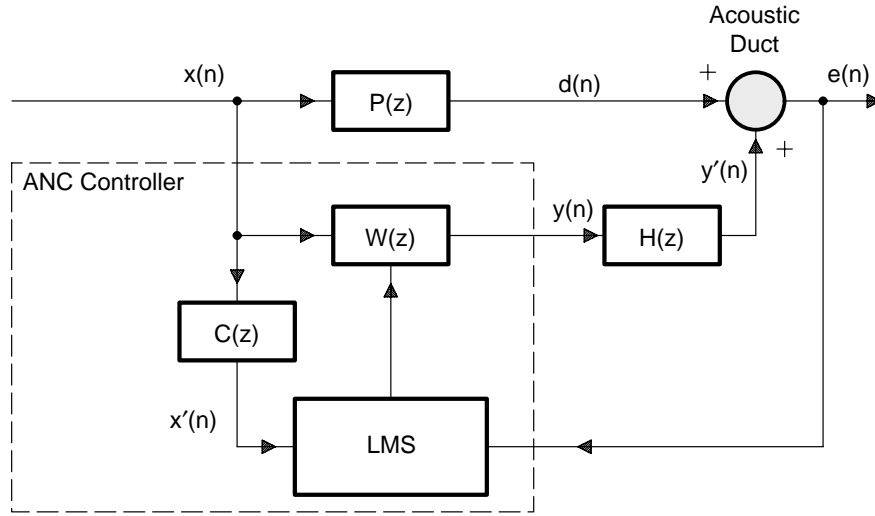 Acoustic
Duct
x(n)
P(z)
d(n)
+
e(n)
+
y′(n)
ANC Controller
W(z)
y(n)
H(z)
C(z)
x′(n)
LMS